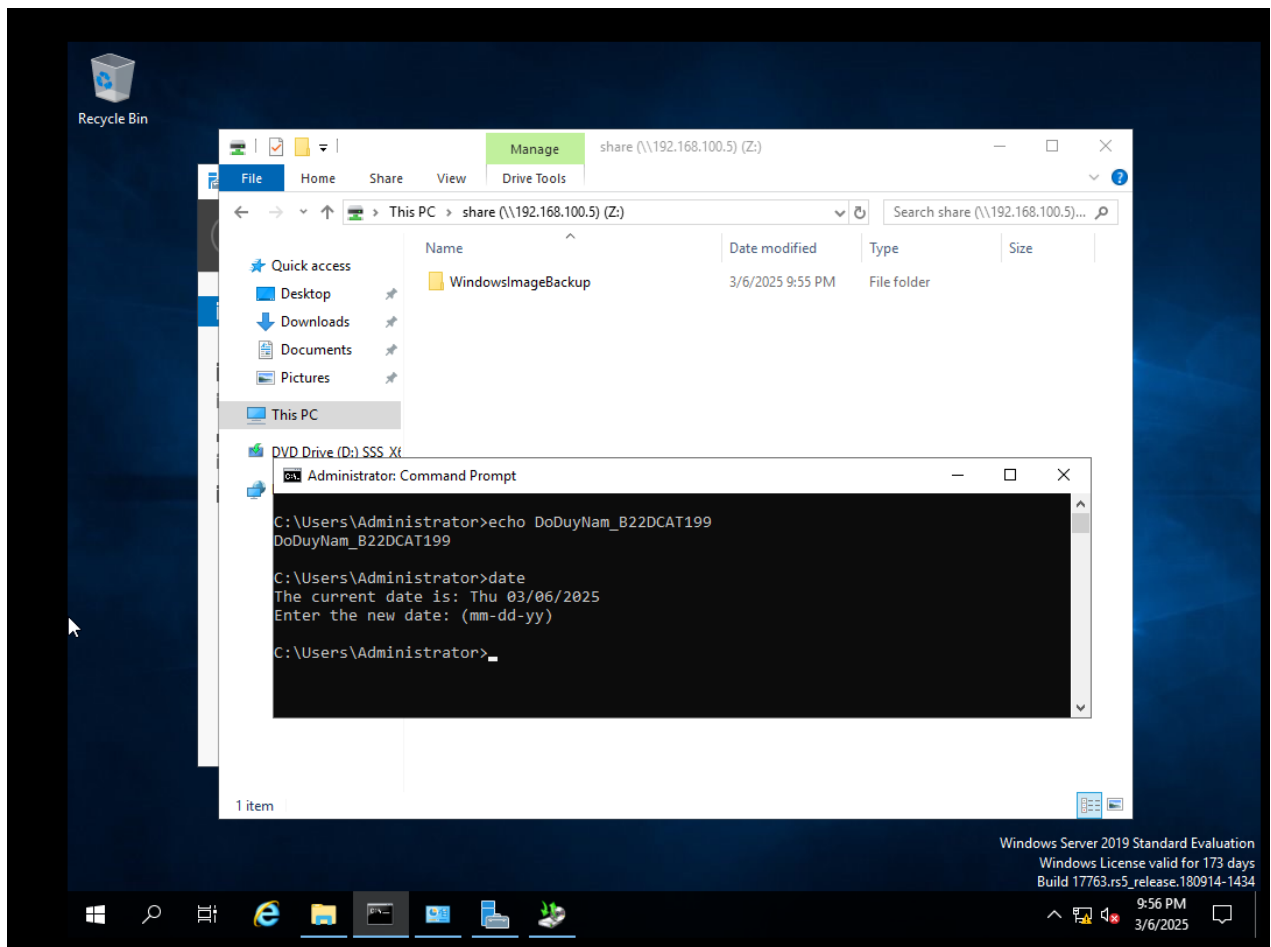 Recycle Bin
Manage
share (\\192.168.100.5) (Z:)
File
Home
Share
View
Drive Tools
This PC
share (\\192.168.100.5) (Z:)
Search share (\\192.168.100.5)...
Name
Date modified
Type
Size
Quick access
Desktop
Downloads
Documents
Pictures
This PC
DVD Drive (D:) SSS_X6
WindowsImageBackup
3/6/2025 9:55 PM
File folder
Administrator: Command Prompt
C:\Users\Administrator>echo DoDuyNam_B22DCAT199
DoDuyNam_B22DCAT199
C:\Users\Administrator>date
The current date is: Thu 03/06/2025
Enter the new date: (mm-dd-yy)
C:\Users\Administrator>
1 item
Windows Server 2019 Standard Evaluation
Windows License valid for 173 days
Build 17763.rs5_release.180914-1434
9:56 PM
3/6/2025